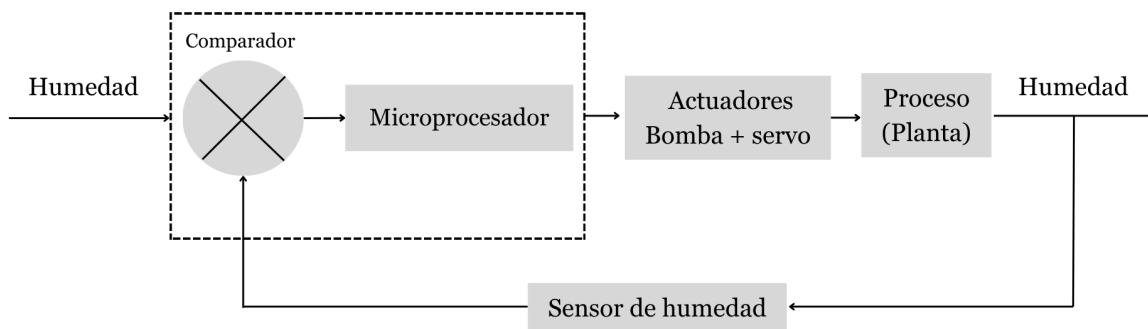 Comparador
Humedad
Microprocesador
Actuadores
Bomba + servo
Proceso
(Planta)
Humedad
Sensor de humedad